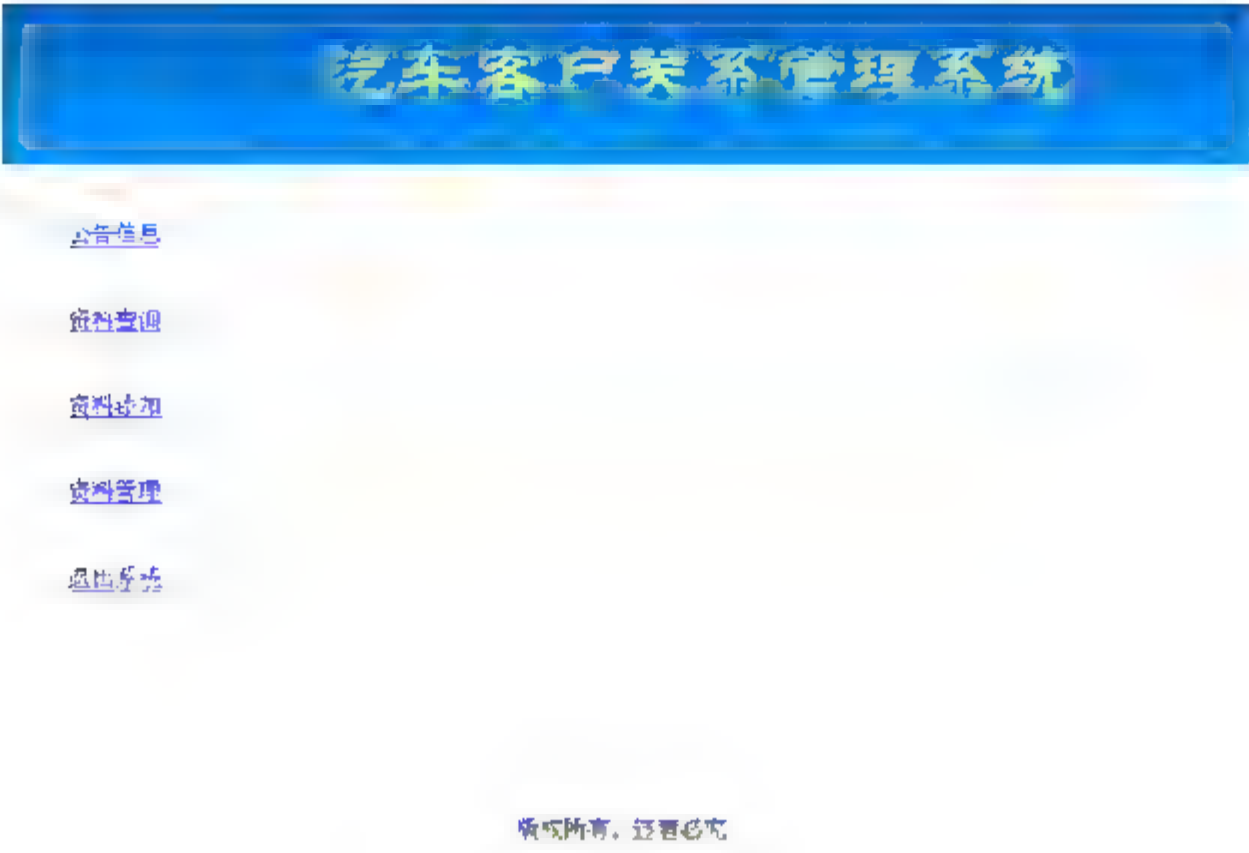 汽车客户关系管理系统
公告信息
资料查询
资料添加
资料管理
退出系统
版权所有，违者必究